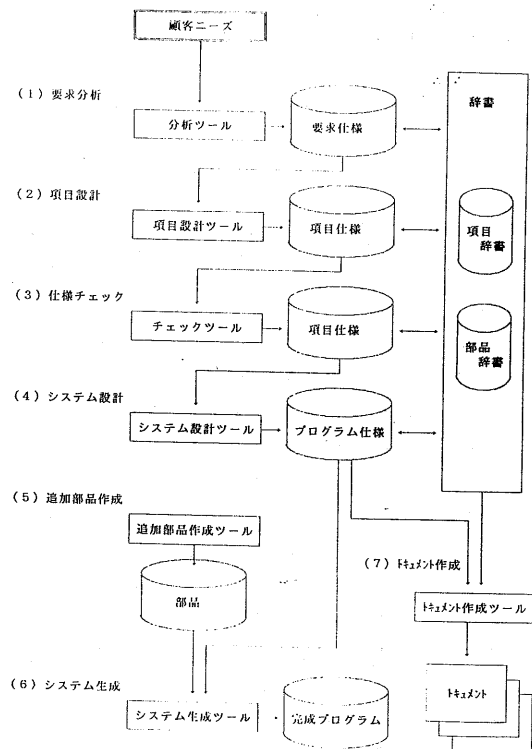 顧客ニーズ
(1) 要求分析
分析ツール
要求仕様
辞書
(2) 項目設計
項目設計ツール
項目仕様
項目
辞書
(3) 仕様チェック
チェックツール
項目仕様
部品
辞書
(4) システム設計
システム設計ツール
プログラム仕様
(5) 追加部品作成
追加部品作成ツール
(7) ドキュメント作成
部品
ドキュメント作成ツール
(6) システム生成
システム生成ツール
完成プログラム
ドキュメント